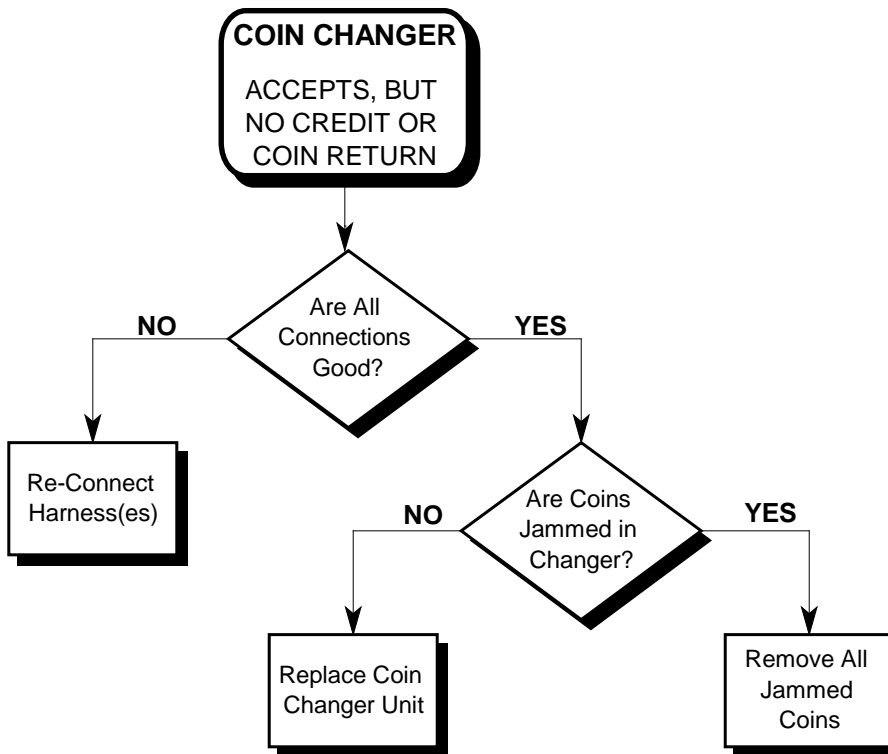 COIN CHANGER
ACCEPTS, BUT
NO CREDIT OR
COIN RETURN
Are All
Connections
Good?
NO
YES
Re-Connect
Harness(es)
Are Coins
Jammed in
Changer?
NO
YES
Replace Coin
Changer Unit
Remove All
Jammed
Coins